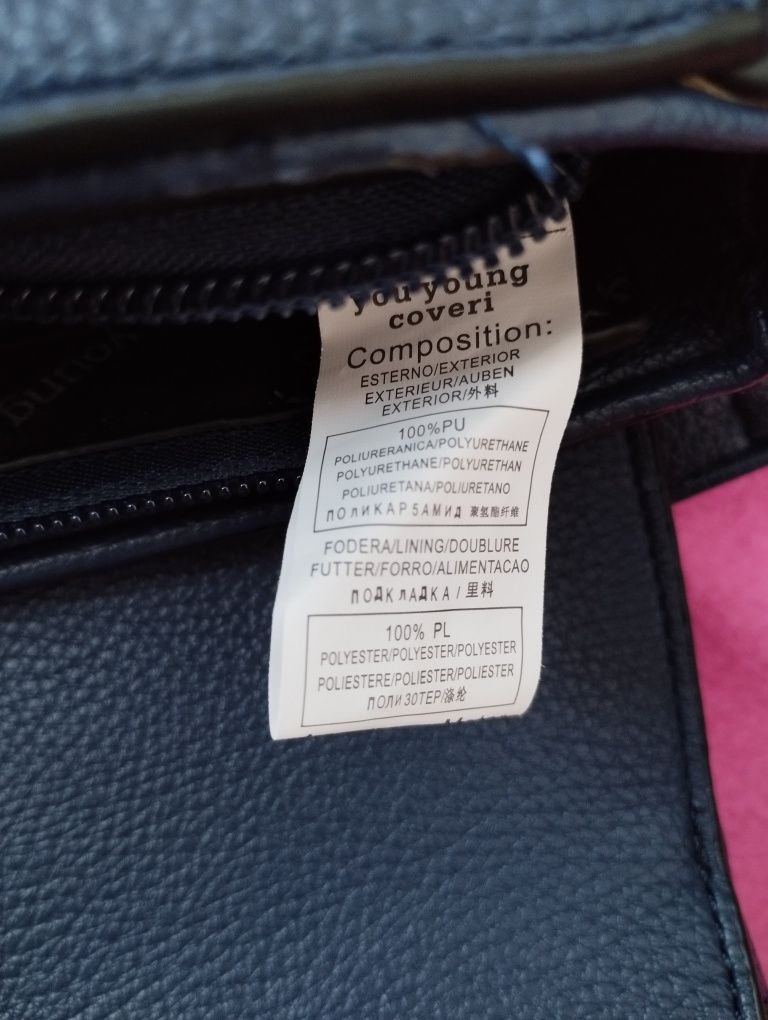 you young
coveri
Composition:
ESTERNO/EXTERIOR
EXTERIEUR/AUBEN
EXTERIOR/外料
100%PU
POLIURERANICA/POLYURETHANE
POLYURETHANE/POLYURETHAN
POLIURETANA/POLIURETANO
ПОлиКАР5АМИД 聚氢酯纤维
FODERA/LINING/DOUBLURE
FUTTER/FORRO/ALIMENTACAO
ПОДКлАДКА/里料
100% PL
POLYESTER/POLYESTER/POLYESTER
POLIESTERE/POLIESTER/POLIESTER
ПОЛИЗОТЕР/涤纶